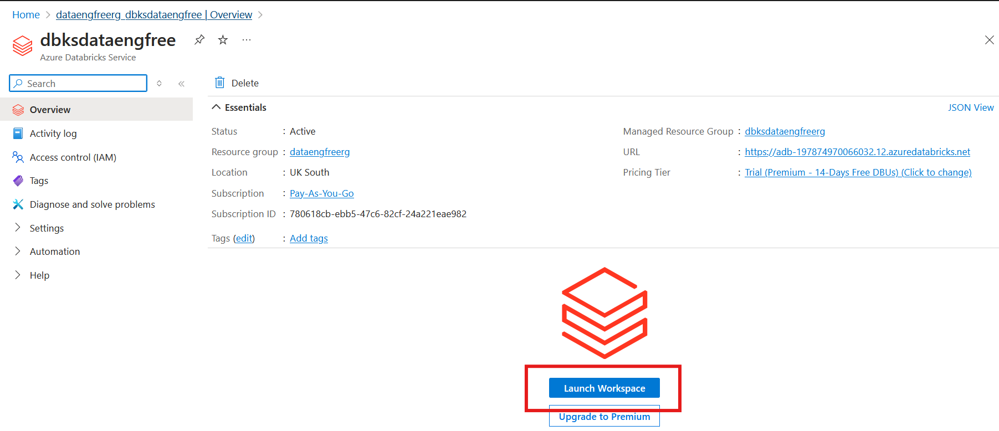 Home > dataengfreerg_dbksdataengfree | Overview >
dbksdataengfree
Azure Databricks Service
Search
Delete
Overview
Activity log
Access control (IAM)
Tags
Diagnose and solve problems
Settings
Automation
Help
Essentials
JSON View
Status : Active
Resource group : dataengfreerg
Location : UK South
Subscription : Pay-As-You-Go
Subscription ID : 780618cb-ebb5-47c6-82cf-24a221eae982
Tags (edit) : Add tags
Managed Resource Group : dbksdataengfreerg
URL : https://adb-197874970066032.12.azuredatabricks.net
Pricing Tier : Trial (Premium - 14-Days Free DBUs) (Click to change)
Launch Workspace
Upgrade to Premium